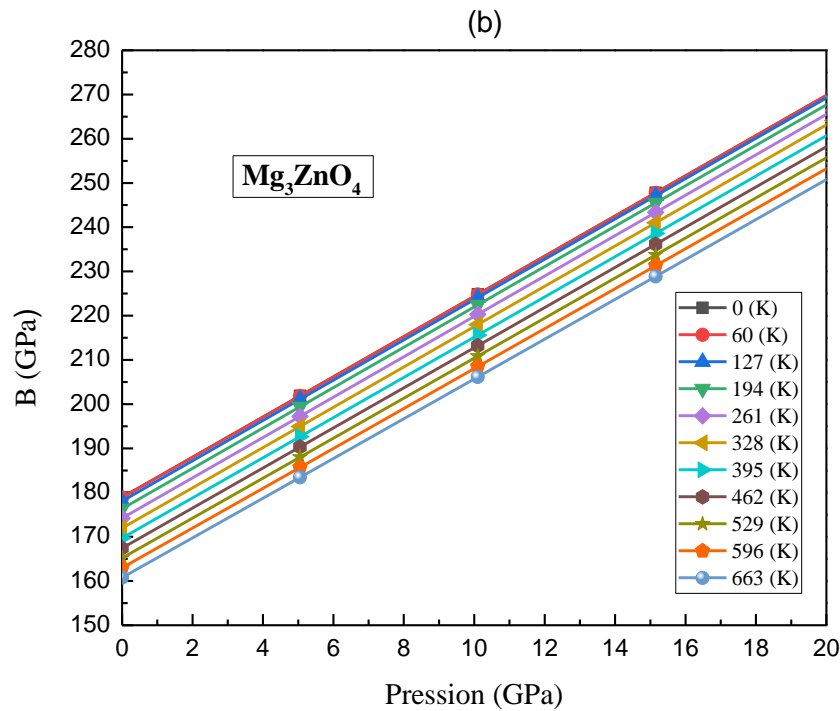 (b)
280
270
260
250
240
230
220
210
200
190
180
170
160
150
B (GPa)
Mg₃ZnO₄
0 (K)
60 (K)
127 (K)
194 (K)
261 (K)
328 (K)
395 (K)
462 (K)
529 (K)
596 (K)
663 (K)
0 2 4 6 8 10 12 14 16 18 20
Pression (GPa)